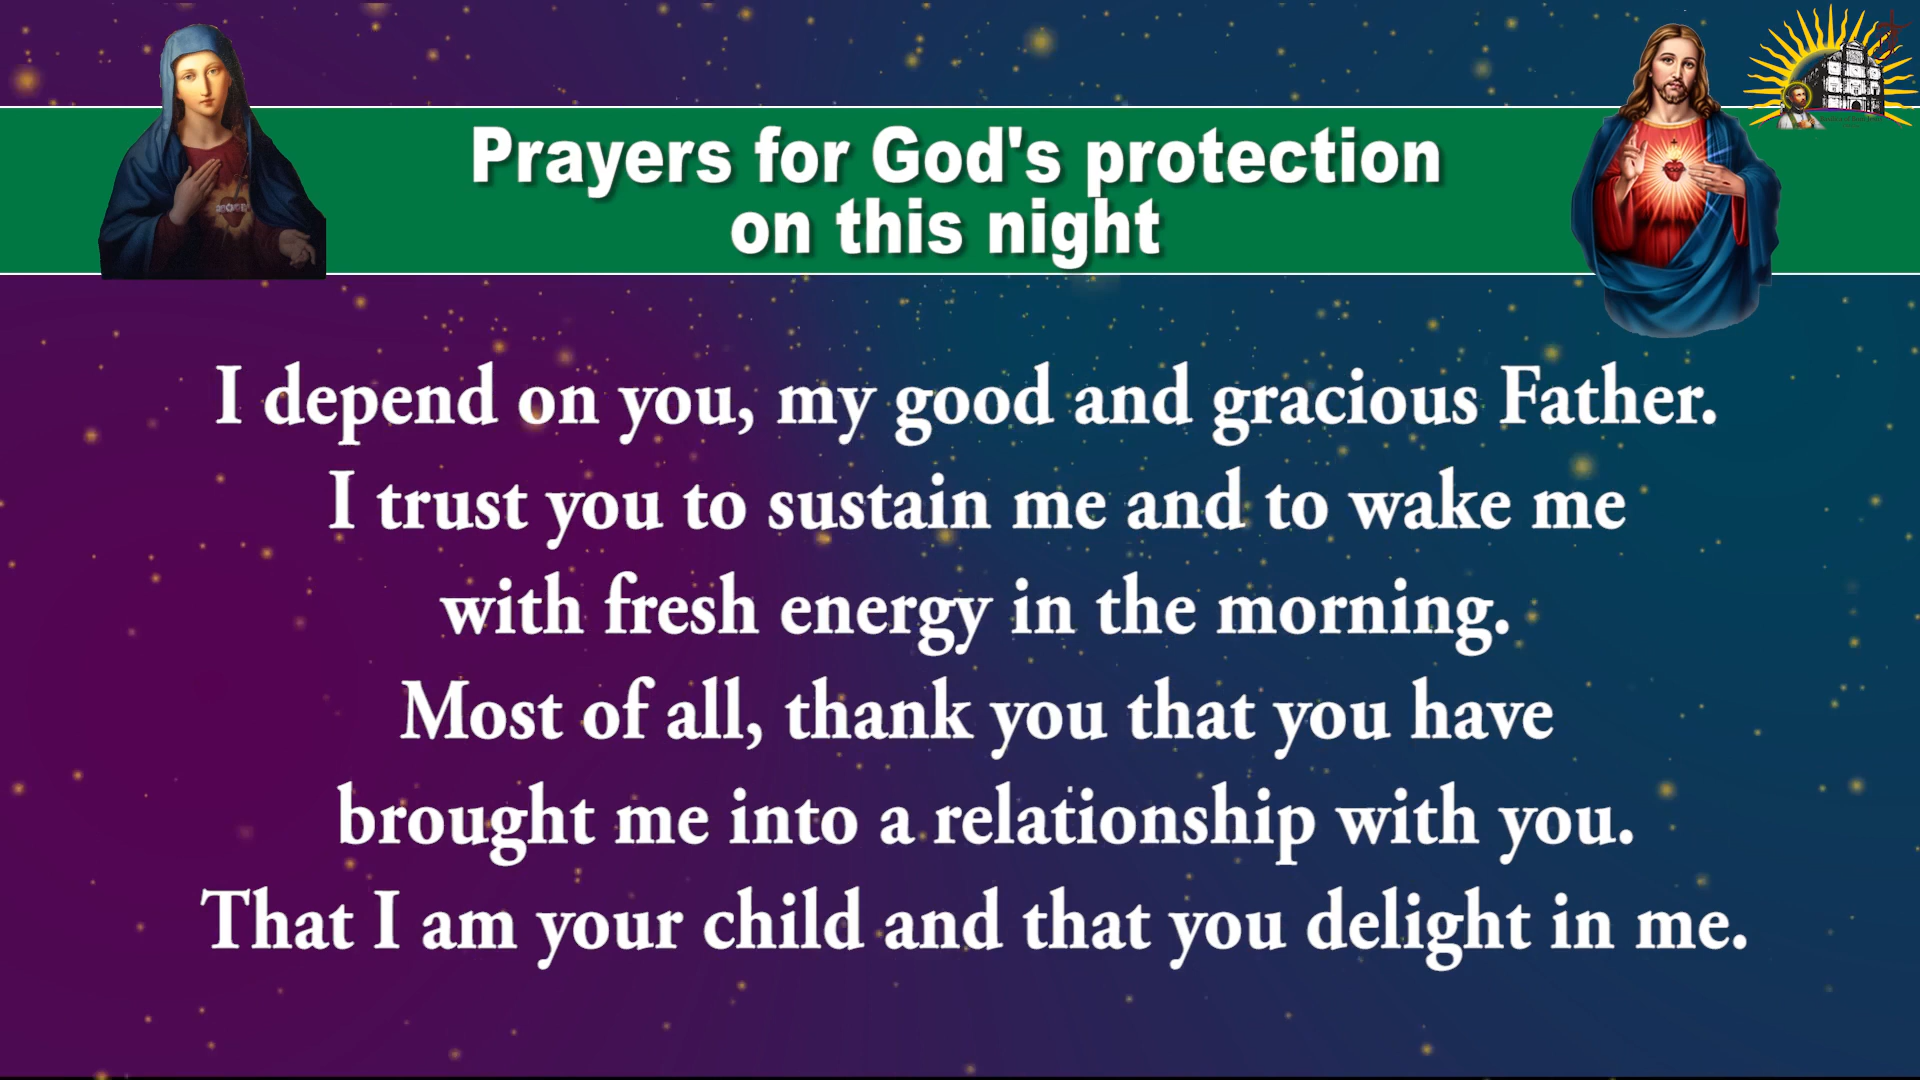 Prayers for God's protection
on this night
I depend on you, my good and gracious Father.
I trust you to sustain me and to wake me
with fresh energy in the morning.
Most of all, thank you that you have
brought me into a relationship with you.
That I am your child and that you delight in me.